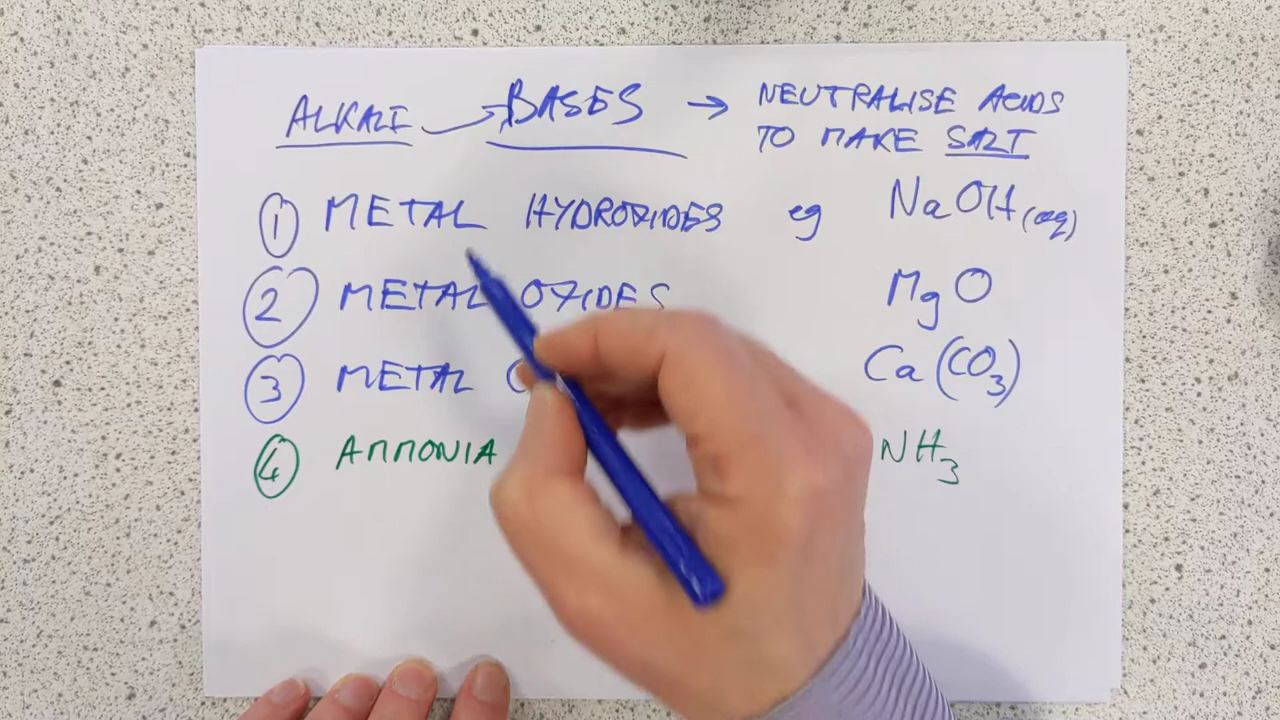 ALKALI → BASES → NEUTRALISE ACIDS
TO MAKE SALT
① METAL HYDROXIDES eg NaOH(aq)
② METAL OXIDES MgO
③ METAL C Ca(CO₃)
④ AMMONIA NH₃